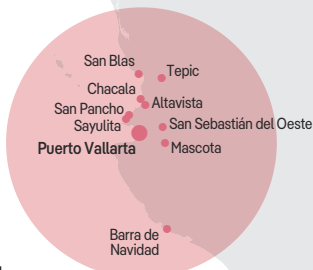 San Blas
Tepic
Chacala
Altavista
San Pancho
Sayulita
San Sebastián del Oeste
Puerto Vallarta
Mascota
Barra de
Navidad